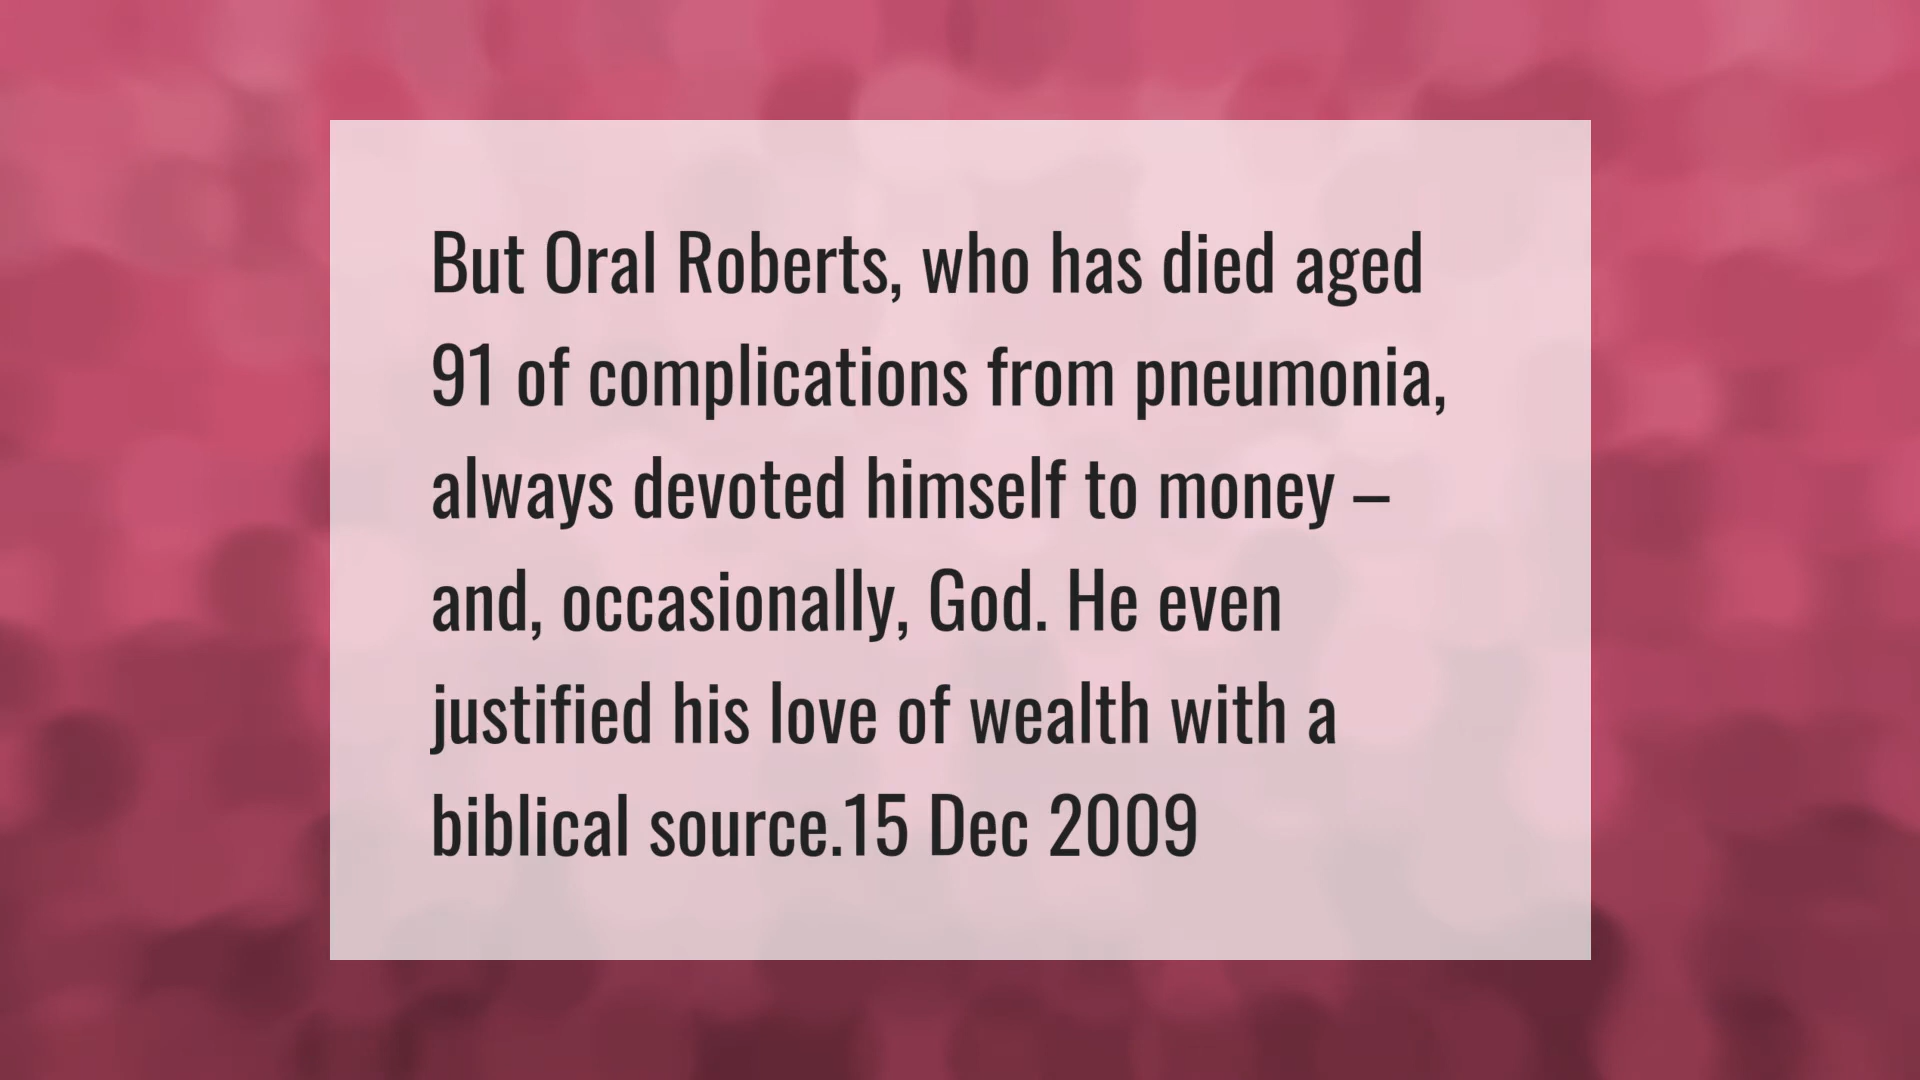 But Oral Roberts, who has died aged
91 of complications from pneumonia,
always devoted himself to money –
and, occasionally, God. He even
justified his love of wealth with a
biblical source.15 Dec 2009